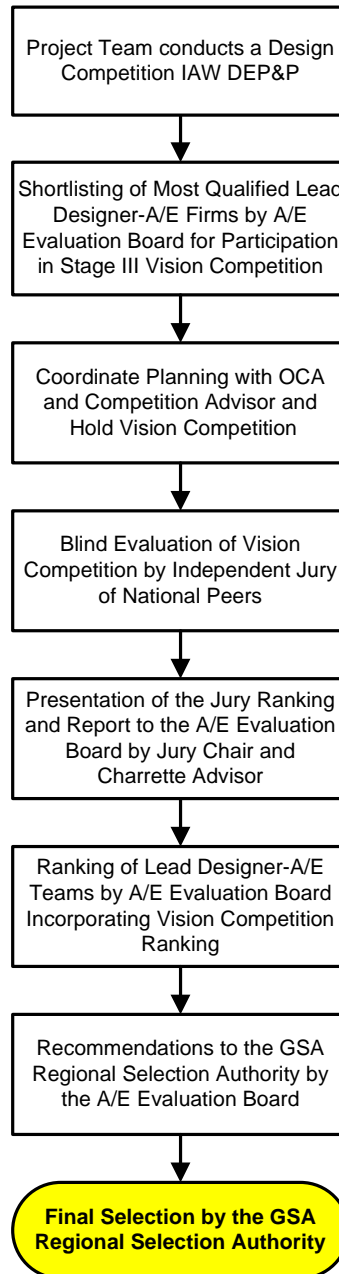 Project Team conducts a Design
Competition IAW DEP&P
Shortlisting of Most Qualified Lead
Designer-A/E Firms by A/E
Evaluation Board for Participation
in Stage III Vision Competition
Coordinate Planning with OCA
and Competition Advisor and
Hold Vision Competition
Blind Evaluation of Vision
Competition by Independent Jury
of National Peers
Presentation of the Jury Ranking
and Report to the A/E Evaluation
Board by Jury Chair and
Charrette Advisor
Ranking of Lead Designer-A/E
Teams by A/E Evaluation Board
Incorporating Vision Competition
Ranking
Recommendations to the GSA
Regional Selection Authority by
the A/E Evaluation Board
Final Selection by the GSA
Regional Selection Authority